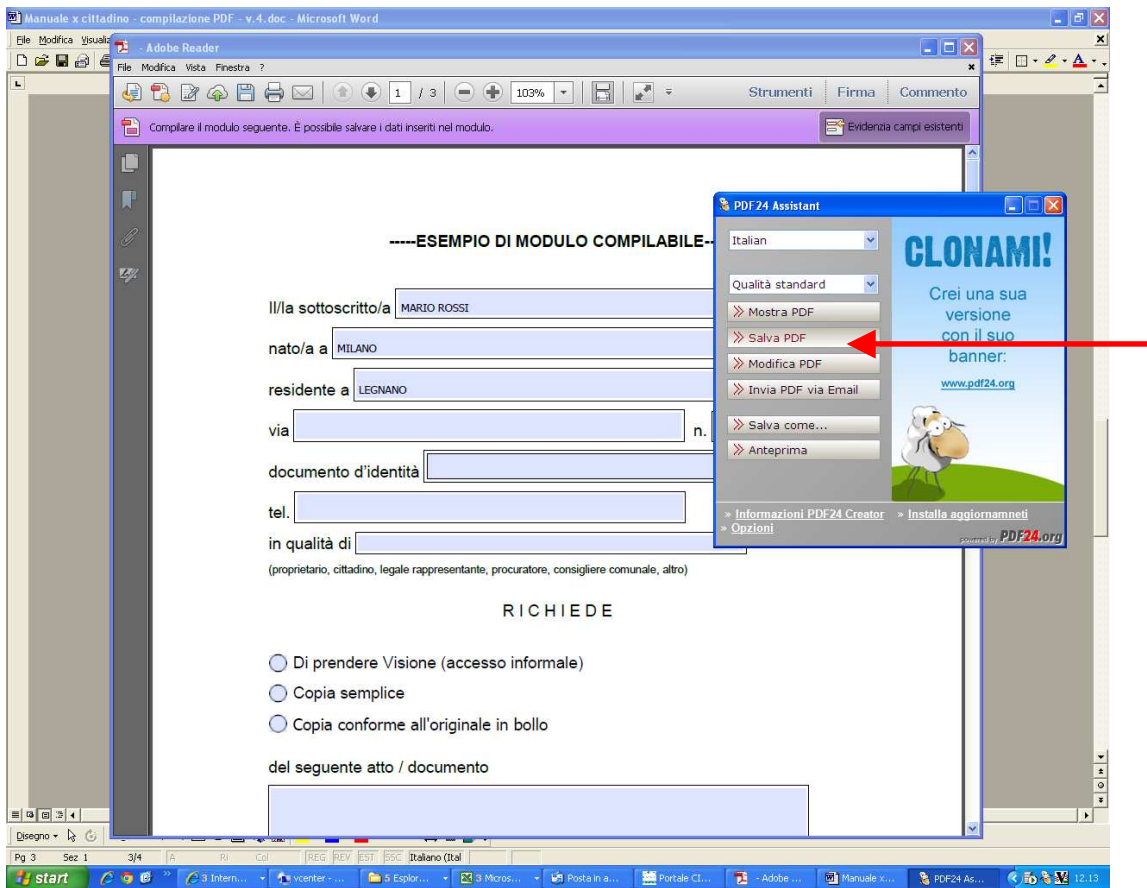 Manuale x cittadino - compilazione PDF - v.4.doc - Microsoft Word
File Modifica Visualiz
- Adobe Reader
File Modifica Vista Finestra ?
1 / 3
103%
Strumenti
Firma
Commento
Compilare il modulo seguente. È possibile salvare i dati inseriti nel modulo.
Evidenzia campi esistenti
-----ESEMPIO DI MODULO COMPILABILE--
Il/la sottoscritto/a MARIO ROSSI
nato/a a MILANO
residente a LEGNANO
via
n.
documento d'identità
tel.
in qualità di
(proprietario, cittadino, legale rappresentante, procuratore, consigliere comunale, altro)
RICHIEDE
Di prendere Visione (accesso informale)
Copia semplice
Copia conforme all'originale in bollo
del seguente atto / documento
PDF24 Assistant
Italian
Qualità standard
Mostra PDF
Salva PDF
Modifica PDF
Invia PDF via Email
Salva come...
Anteprima
CLONAMI!
Crei una sua
versione
con il suo
banner:
www.pdf24.org
» Informazioni PDF24 Creator
» Installa aggiornamneti
» Opzioni
powered by PDF24.org
Disegno
Pg 3 Sez 1 3/4 A RI Col REG REV EST SSC Italiano (Ital
start
3 Intern...
vcenter - ...
5 Esplor...
3 Micros...
Posta in a...
Portale CI...
- Adobe ...
Manuale x...
PDF24 As...
12.13